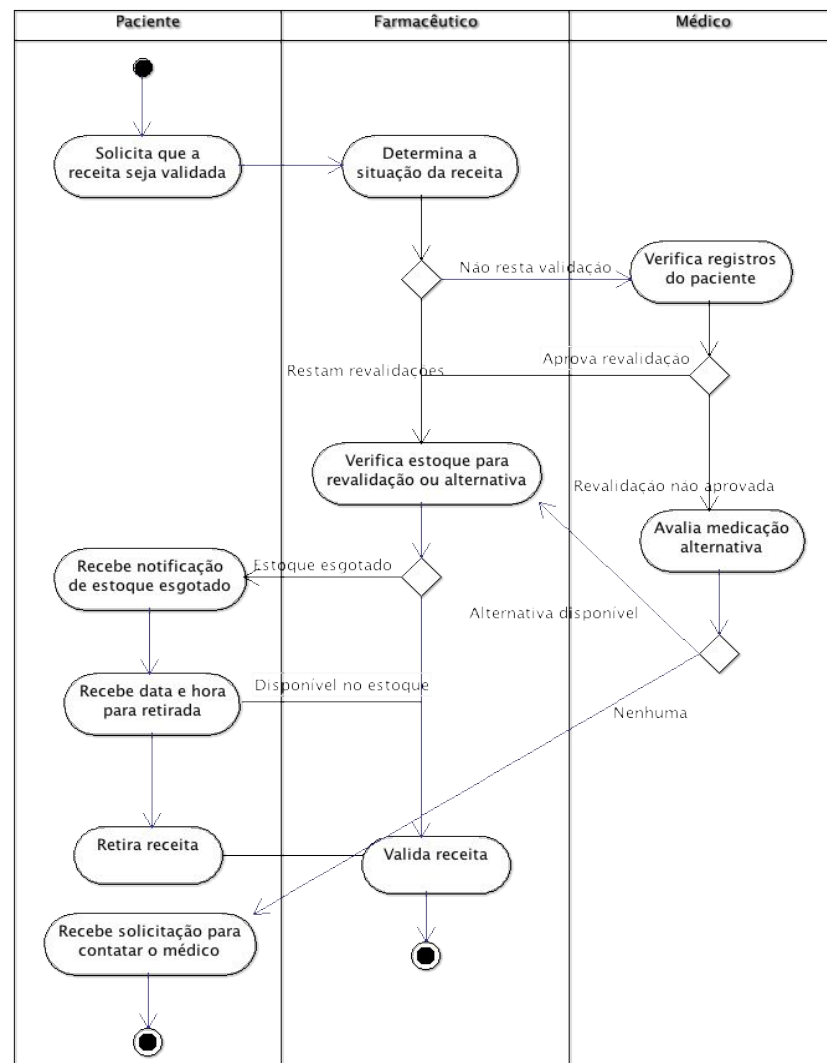 Paciente
Farmacêutico
Médico
Solicita que a
receita seja validada
Determina a
situação da receita
Não resta validação
Verifica registros
do paciente
Restam revalidações
Aprova revalidação
Verifica estoque para
revalidação ou alternativa
Revalidação não aprovada
Avalia medicação
alternativa
Recebe notificação
de estoque esgotado
Estoque esgotado
Alternativa disponível
Recebe data e hora
para retirada
Disponível no estoque
Nenhuma
Retira receita
Valida receita
Recebe solicitação para
contatar o médico